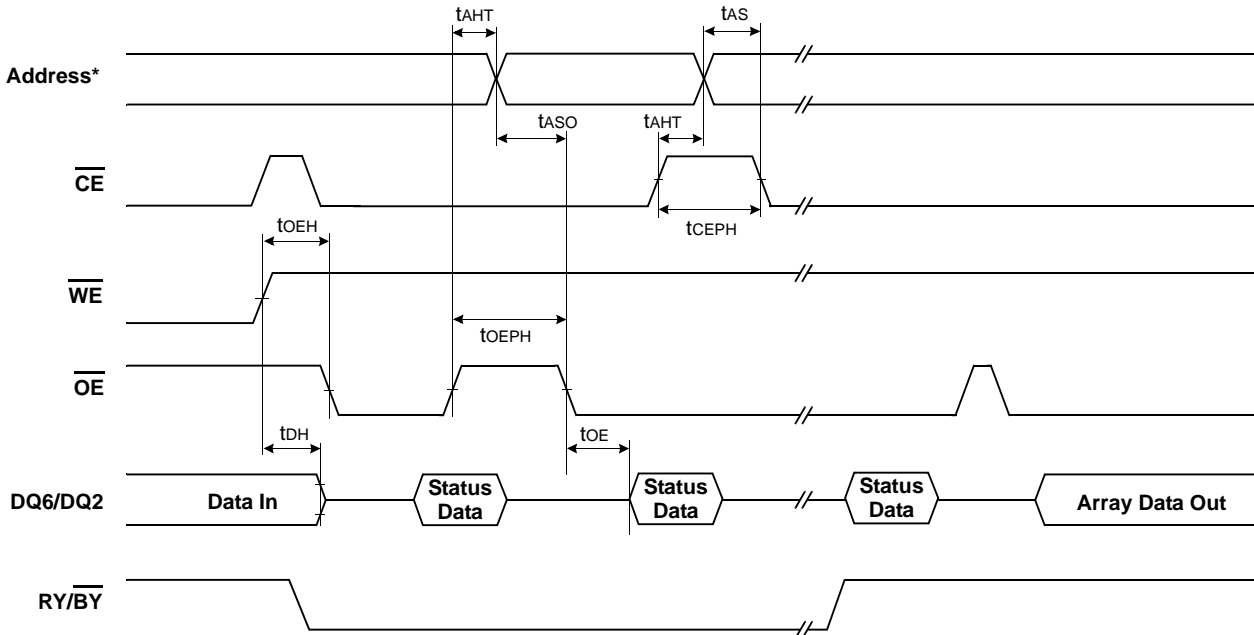 tAHT
tAS
Address*
tASO
tAHT
CE
tOEH
tCEPH
WE
tOEPH
OE
tDH
tOE
DQ6/DQ2
Data In
Status
Data
Status
Data
Status
Data
Array Data Out
RY/BY